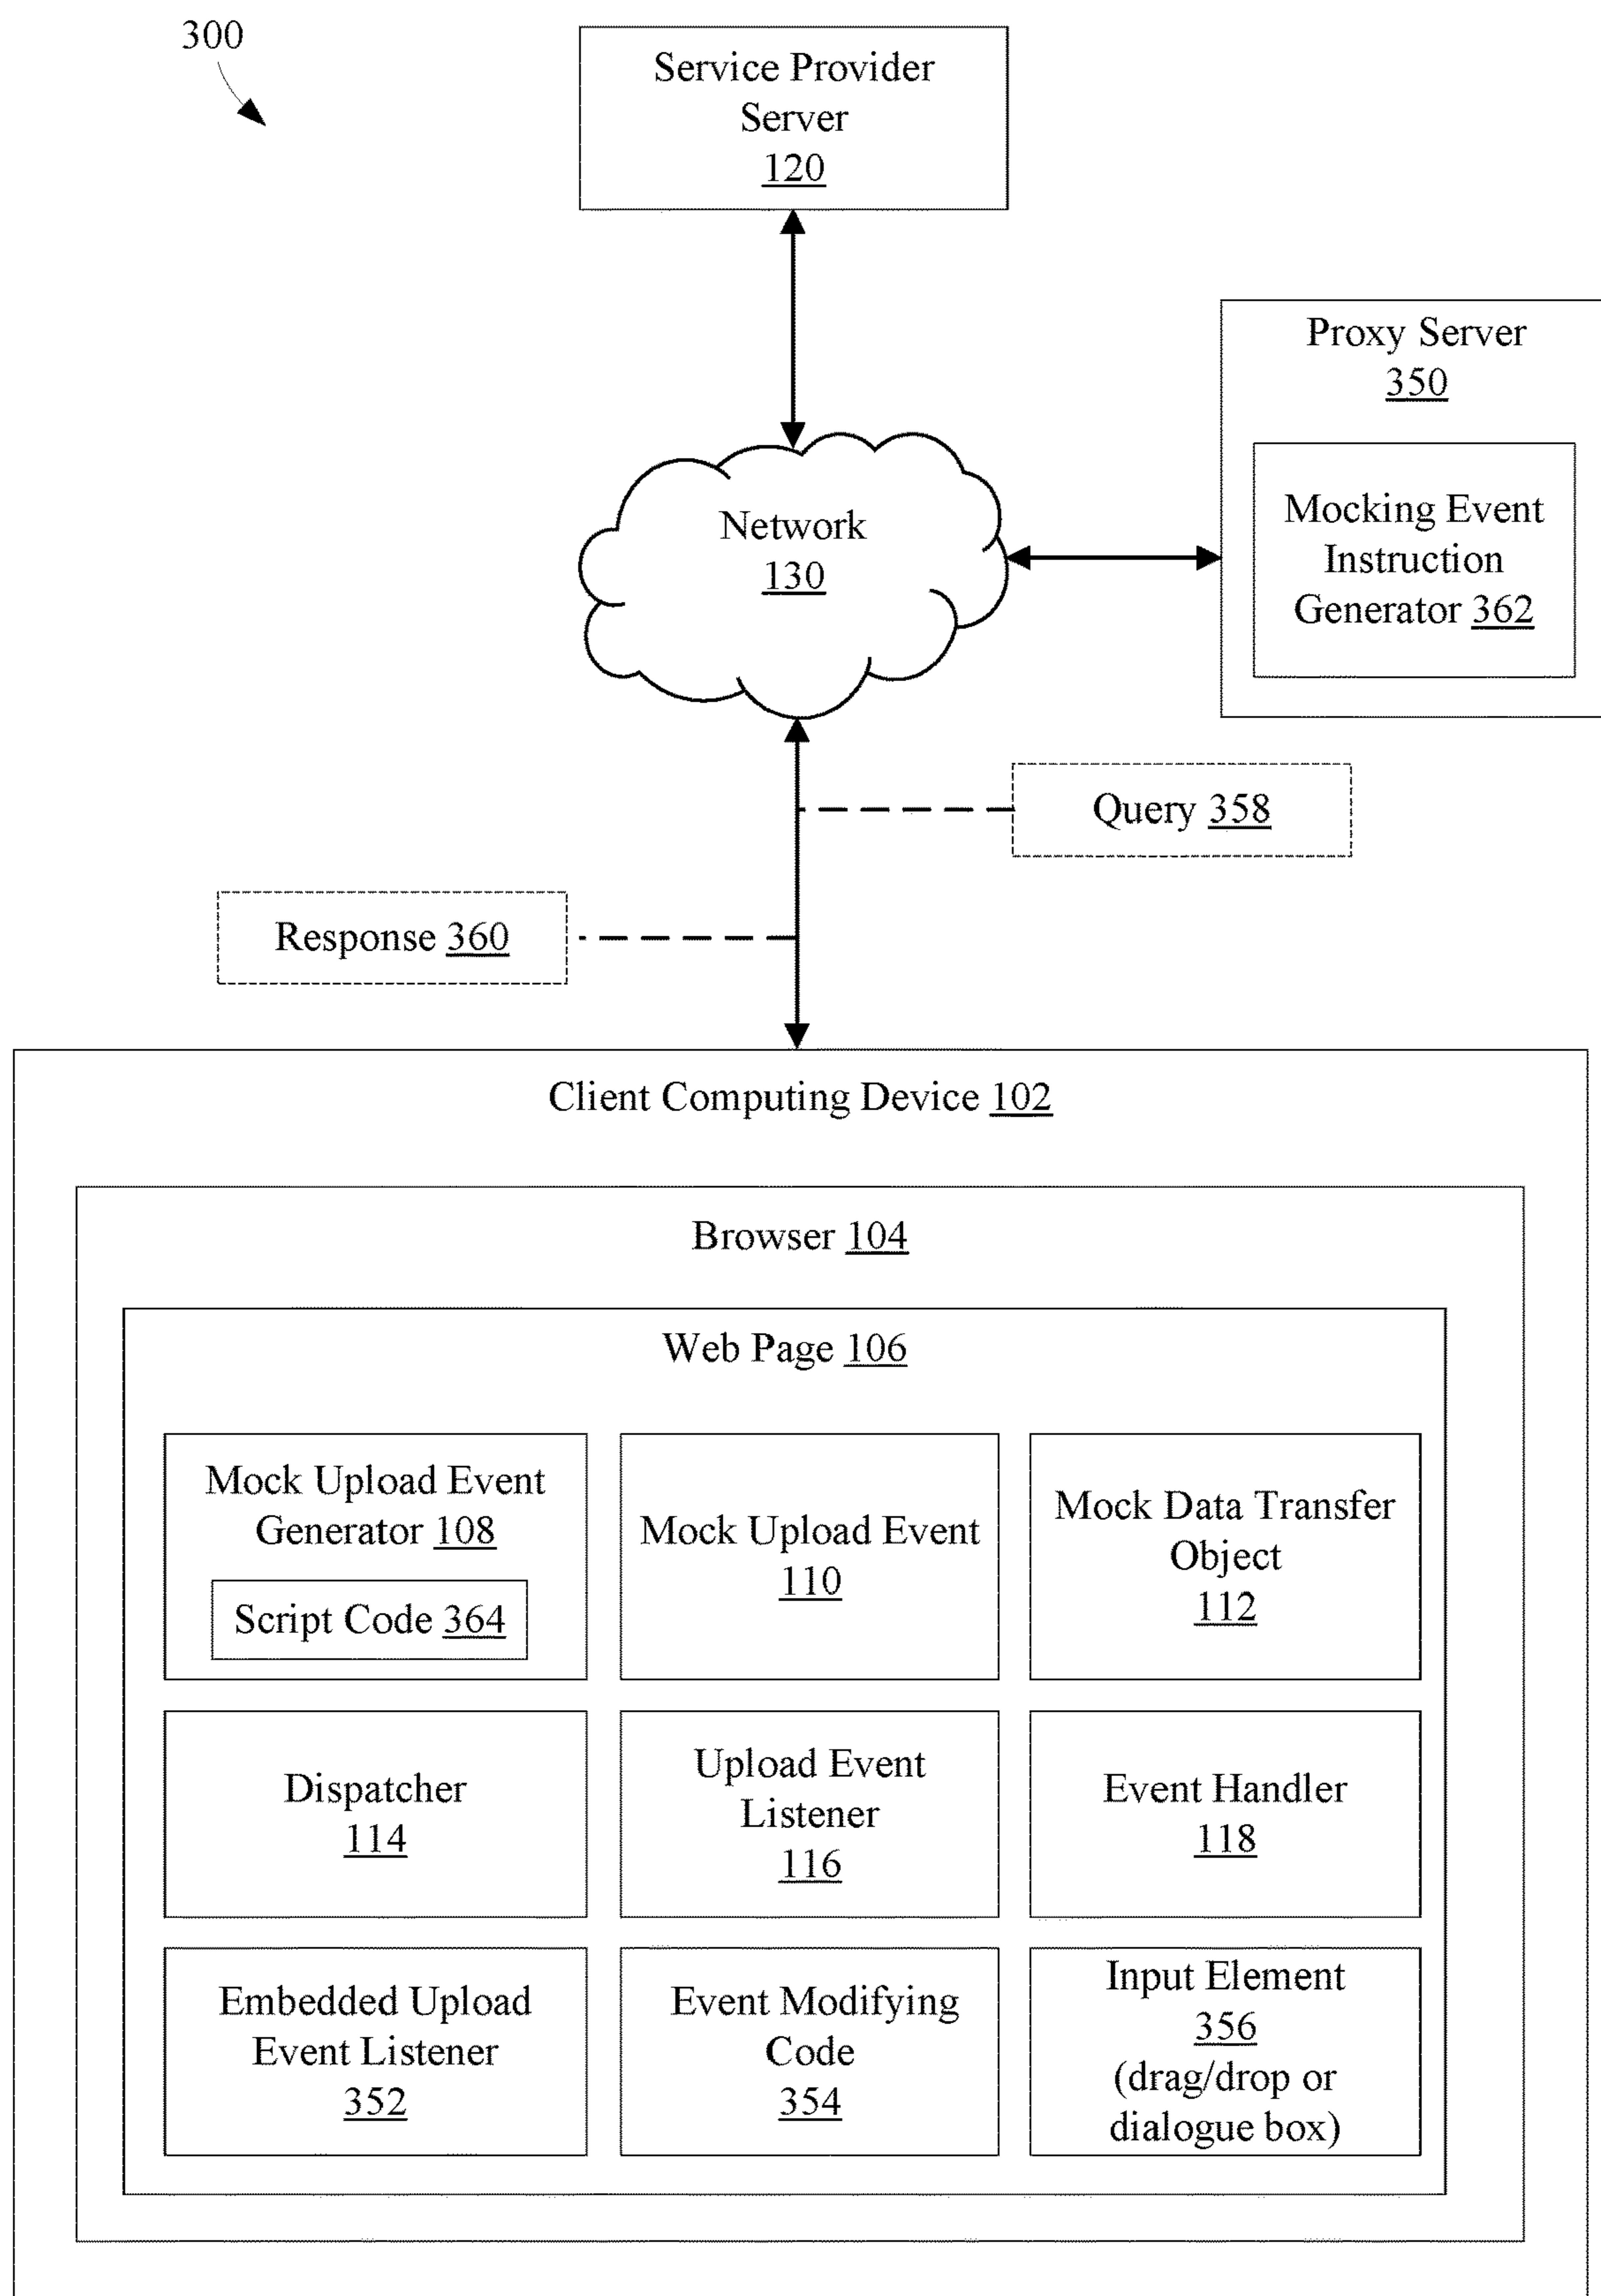 300
Service Provider
Server
120
Proxy Server
350
Mocking Event
Instruction
Generator 362
Network
130
Query 358
Response 360
Client Computing Device 102
Browser 104
Web Page 106
Mock Upload Event
Generator 108
Script Code 364
Mock Upload Event
110
Mock Data Transfer
Object
112
Dispatcher
114
Upload Event
Listener
116
Event Handler
118
Embedded Upload
Event Listener
352
Event Modifying
Code
354
Input Element
356
(drag/drop or
dialogue box)